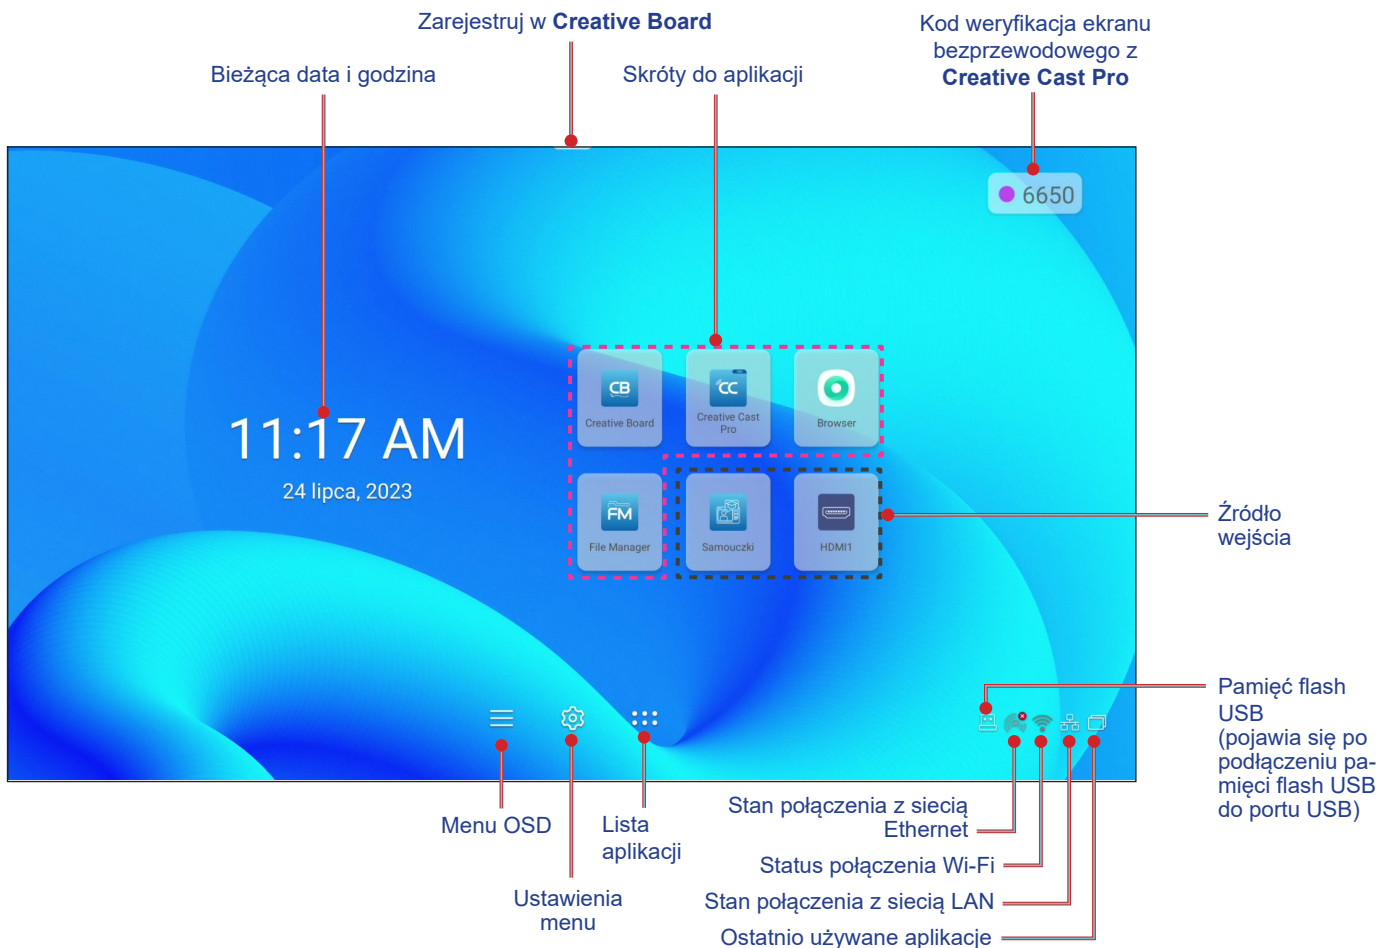 Zarejestruj w Creative Board
Kod weryfikacja ekranu
bezprzewodowego z
Creative Cast Pro
Bieżąca data i godzina
Skróty do aplikacji
6650
CB
Creative Board
CC
Creative Cast
Pro
Browser
11:17 AM
24 lipca, 2023
FM
File Manager
Samouczki
HDMI1
Źródło
wejścia
Pamięć flash
USB
(pojawia się po
podłączeniu pa-
mięci flash USB
do portu USB)
Menu OSD
Lista
aplikacji
Ustawienia
menu
Stan połączenia z siecią
Ethernet
Status połączenia Wi-Fi
Stan połączenia z siecią LAN
Ostatnio używane aplikacje